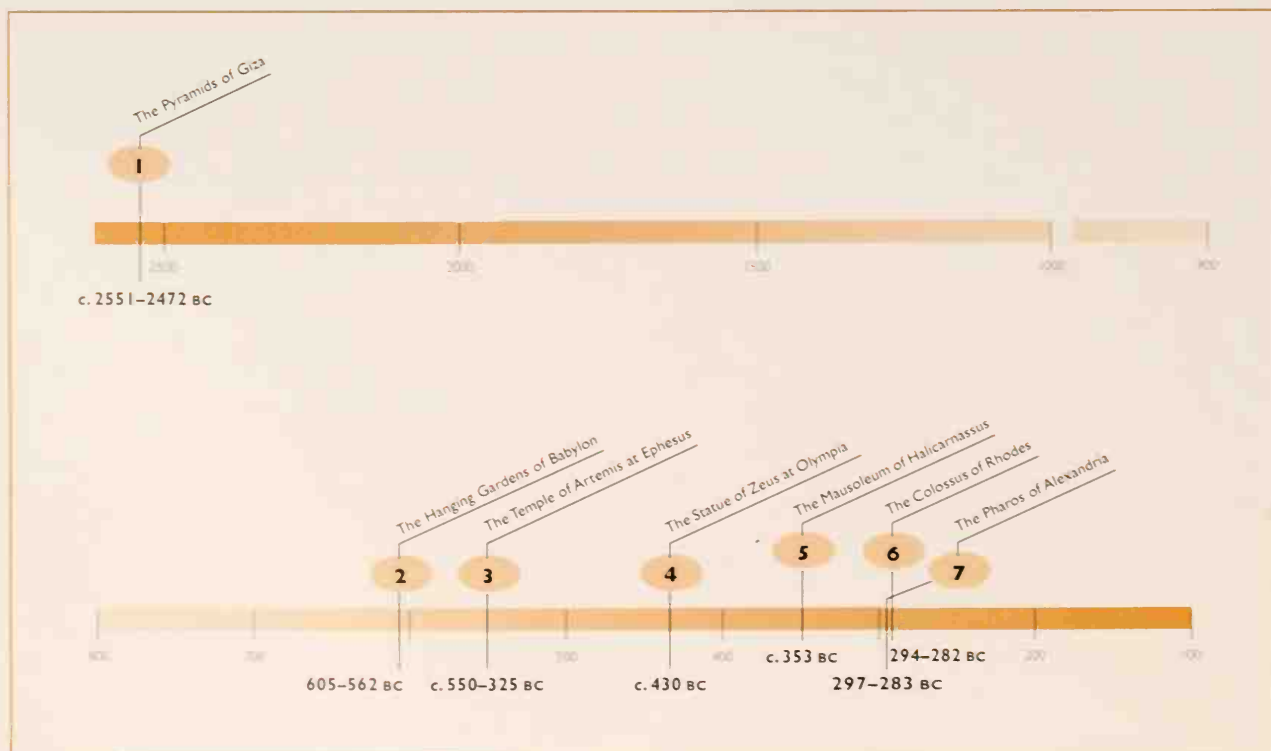 The Pyramids of Giza
1
2500
2000
1500
1000
800
c. 2551–2472 BC
The Hanging Gardens of Babylon
The Temple of Artemis at Ephesus
The Statue of Zeus at Olympia
The Mausoleum of Halicarnassus
The Colossus of Rhodes
The Pharos of Alexandria
2
3
4
5
6
7
800
700
500
400
200
100
c. 353 BC
294–282 BC
605–562 BC
c. 550–325 BC
c. 430 BC
297–283 BC